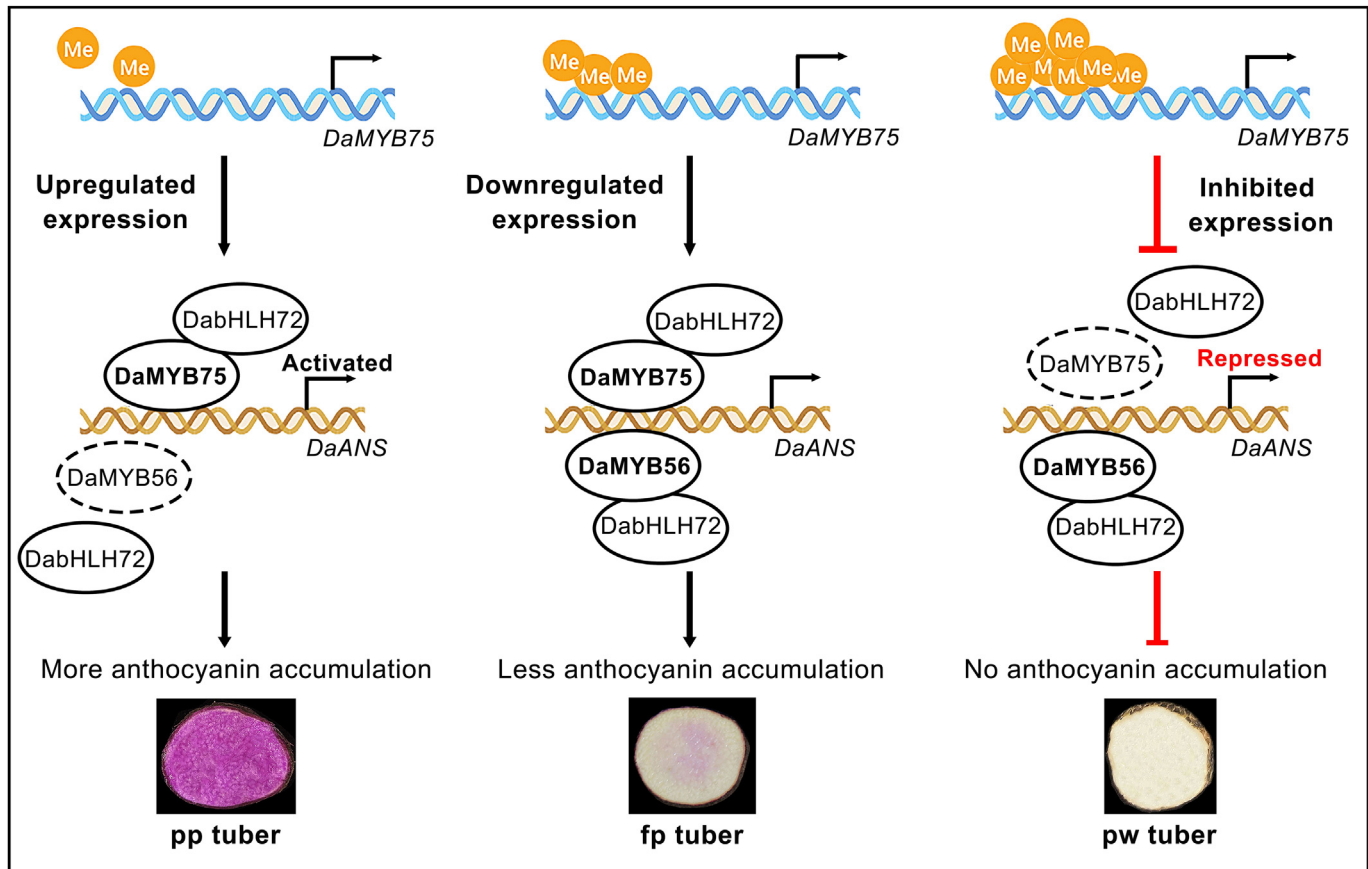 Me
Me
DaMYB75
Upregulated
expression
DabHLH72
DaMYB75
Activated
DaANS
DaMYB56
DabHLH72
More anthocyanin accumulation
pp tuber
Me
Me
Me
DaMYB75
Downregulated
expression
DabHLH72
DaMYB75
DaANS
DaMYB56
DabHLH72
Less anthocyanin accumulation
fp tuber
Me
Me
Me
Me
M
Me
Me
DaMYB75
Inhibited
expression
DabHLH72
DaMYB75
Repressed
DaANS
DaMYB56
DabHLH72
No anthocyanin accumulation
pw tuber